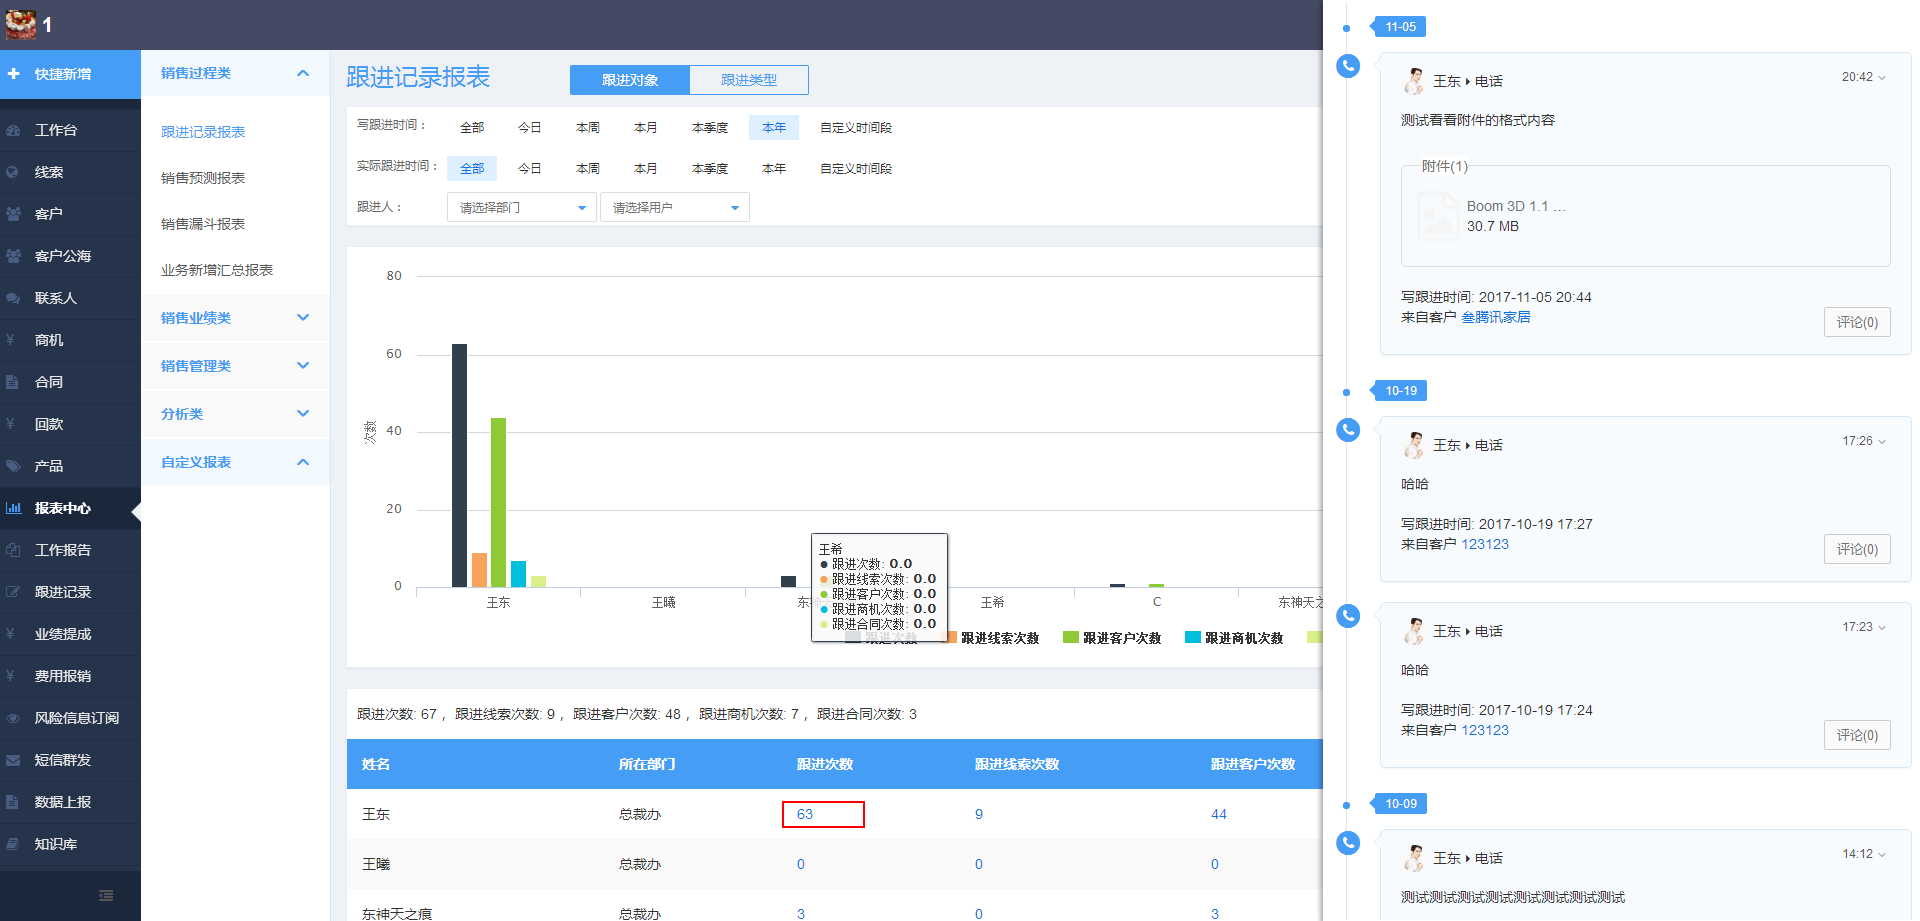 1
快捷新增
工作台
线索
客户
客户公海
联系人
商机
合同
回款
产品
报表中心
工作报告
跟进记录
业绩提成
费用报销
风险信息订阅
短信群发
数据上报
知识库
销售过程类
跟进记录报表
销售预测报表
销售漏斗报表
业务新增汇总报表
销售业绩类
销售管理类
分析类
自定义报表
跟进记录报表 跟进对象 跟进类型
写跟进时间： 全部 今日 本周 本月 本季度 本年 自定义时间段
实际跟进时间： 全部 今日 本周 本月 本季度 本年 自定义时间段
跟进人： 请选择部门 请选择用户
80
60
40
20
0
次数
王东 王曦 东神天 王希 C 东神天之
王希
跟进次数: 0.0
跟进线索次数: 0.0
跟进客户次数: 0.0
跟进商机次数: 0.0
跟进合同次数: 0.0
跟进次数 跟进线索次数 跟进客户次数 跟进商机次数
跟进次数: 67， 跟进线索次数: 9， 跟进客户次数: 48， 跟进商机次数: 7， 跟进合同次数: 3
姓名 所在部门 跟进次数 跟进线索次数 跟进客户次数
王东 总裁办 63 9 44
王曦 总裁办 0 0 0
东神天之痕 总裁办 3 0 3
11-05
王东 电话 20:42
测试看看附件的格式内容
附件(1)
Boom 3D 1.1 ...
30.7 MB
写跟进时间: 2017-11-05 20:44
来自客户 叁腾讯家居
评论(0)
10-19
王东 电话 17:26
哈哈
写跟进时间: 2017-10-19 17:27
来自客户 123123
评论(0)
王东 电话 17:23
哈哈
写跟进时间: 2017-10-19 17:24
来自客户 123123
评论(0)
10-09
王东 电话 14:12
测试测试测试测试测试测试测试测试